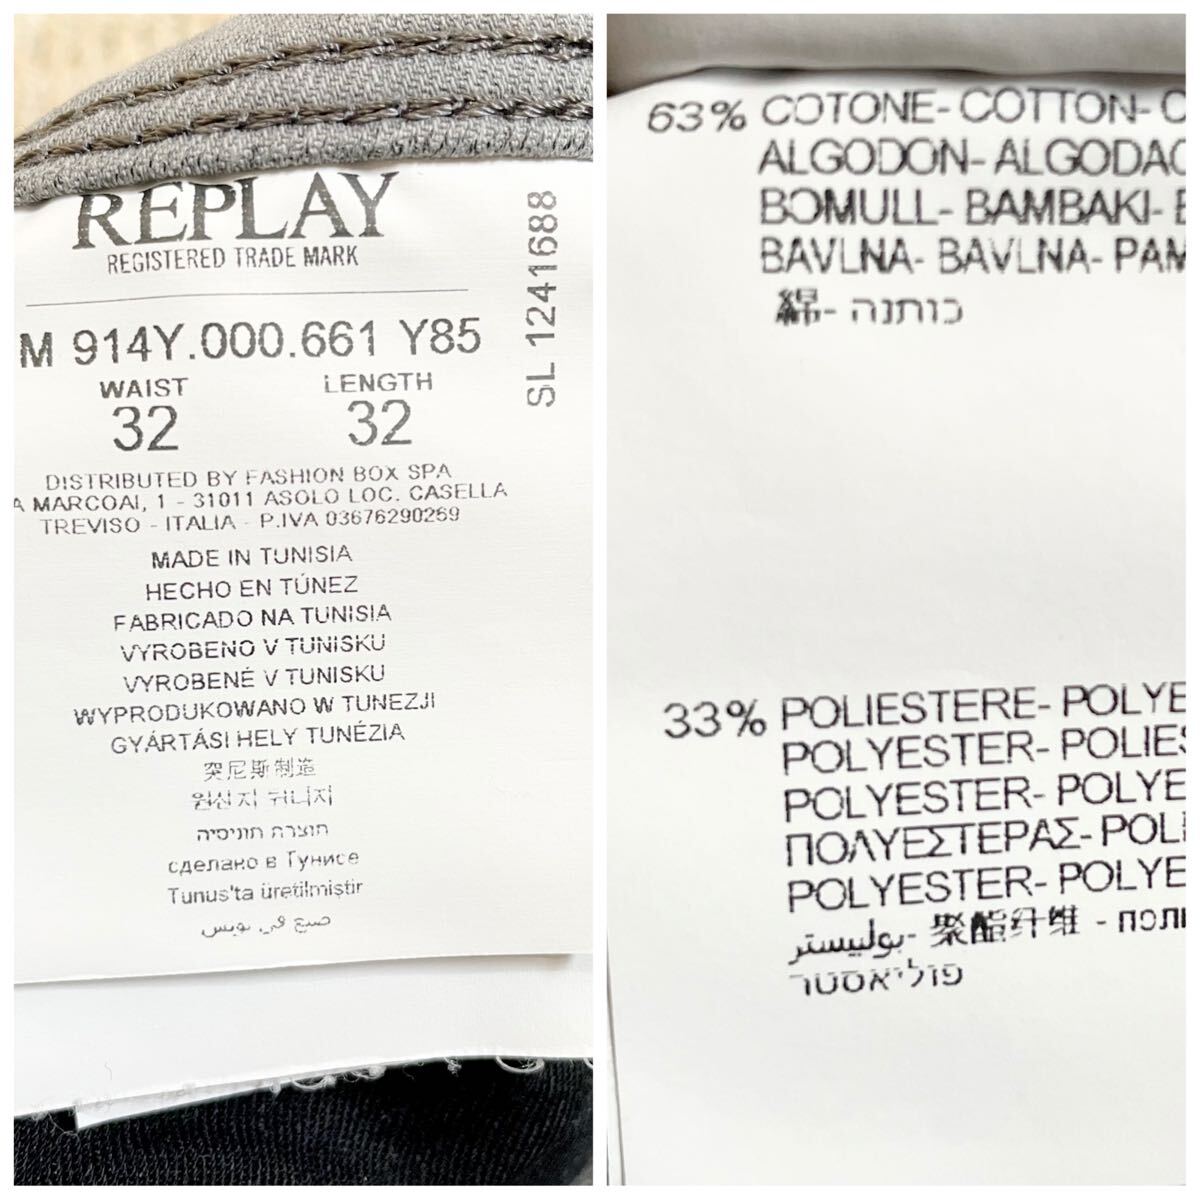 REPLAY
REGISTERED TRADE MARK
SL 1241688
M 914Y.000.661 Y85
WAIST LENGTH
32 32
DISTRIBUTED BY FASHION BOX SPA
A MARCOAI, 1 - 31011 ASOLO LOC. CASELLA
TREVISO - ITALIA - P.IVA 03676290269
MADE IN TUNISIA
HECHO EN TÚNEZ
FABRICADO NA TUNISIA
VYROBENO V TUNISKU
VYROBENÉ V TUNISKU
WYPRODUKOWANO W TUNEZJI
GYÁRTÁSI HELY TUNÉZIA
突尼斯制造
원산지 튀니지
תוצרת תוניסיה
сделано в Тунисе
Tunus'ta üretilmiştir
صنع في تونس
63% COTONE- COTTON- C
ALGODON- ALGODAO
BOMULL- BAMBAKI-
BAVLNA- BAVLNA- PAM
綿- כותנה
33% POLIESTERE- POLYE
POLYESTER- POLIES
POLYESTER- POLYE
ΠΟΛΥΕΣΤΕΡΑΣ- POLI
POLYESTER- POLYE
بوليستر- 聚酯纤维 - ПОЛИ
פוליאסטר